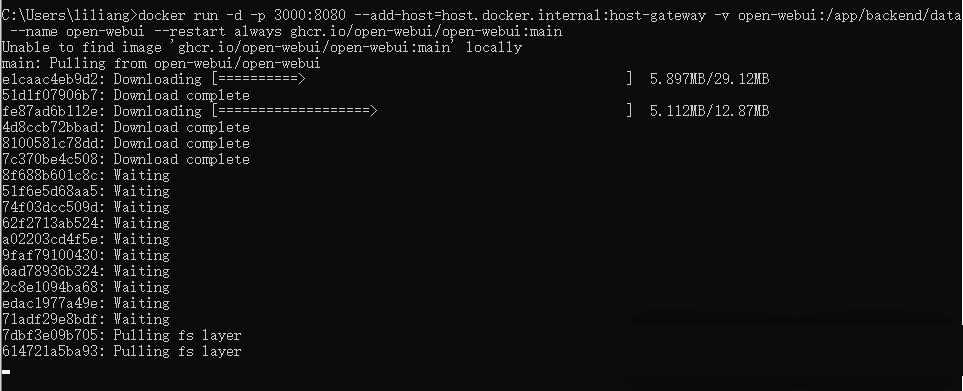 C:\Users\liliang>docker run -d -p 3000:8080 --add-host=host.docker.internal:host-gateway -v open-webui:/app/backend/data
 --name open-webui --restart always ghcr.io/open-webui/open-webui:main
Unable to find image 'ghcr.io/open-webui/open-webui:main' locally
main: Pulling from open-webui/open-webui
e1caac4eb9d2: Downloading [==========>                                        ]  5.897MB/29.12MB
51d1f07906b7: Download complete
fe87ad6b112e: Downloading [===================>                               ]  5.112MB/12.87MB
4d8ccb72bbad: Download complete
8100581c78dd: Download complete
7c370be4c508: Download complete
8f688b601c8c: Waiting
51f6e5d68aa5: Waiting
74f03dcc509d: Waiting
62f2713ab524: Waiting
a02203cd4f5e: Waiting
9faf79100430: Waiting
6ad78936b324: Waiting
2c8e1094ba68: Waiting
edac1977a49e: Waiting
71adf29e8bdf: Waiting
7dbf3e09b705: Pulling fs layer
614721a5ba93: Pulling fs layer